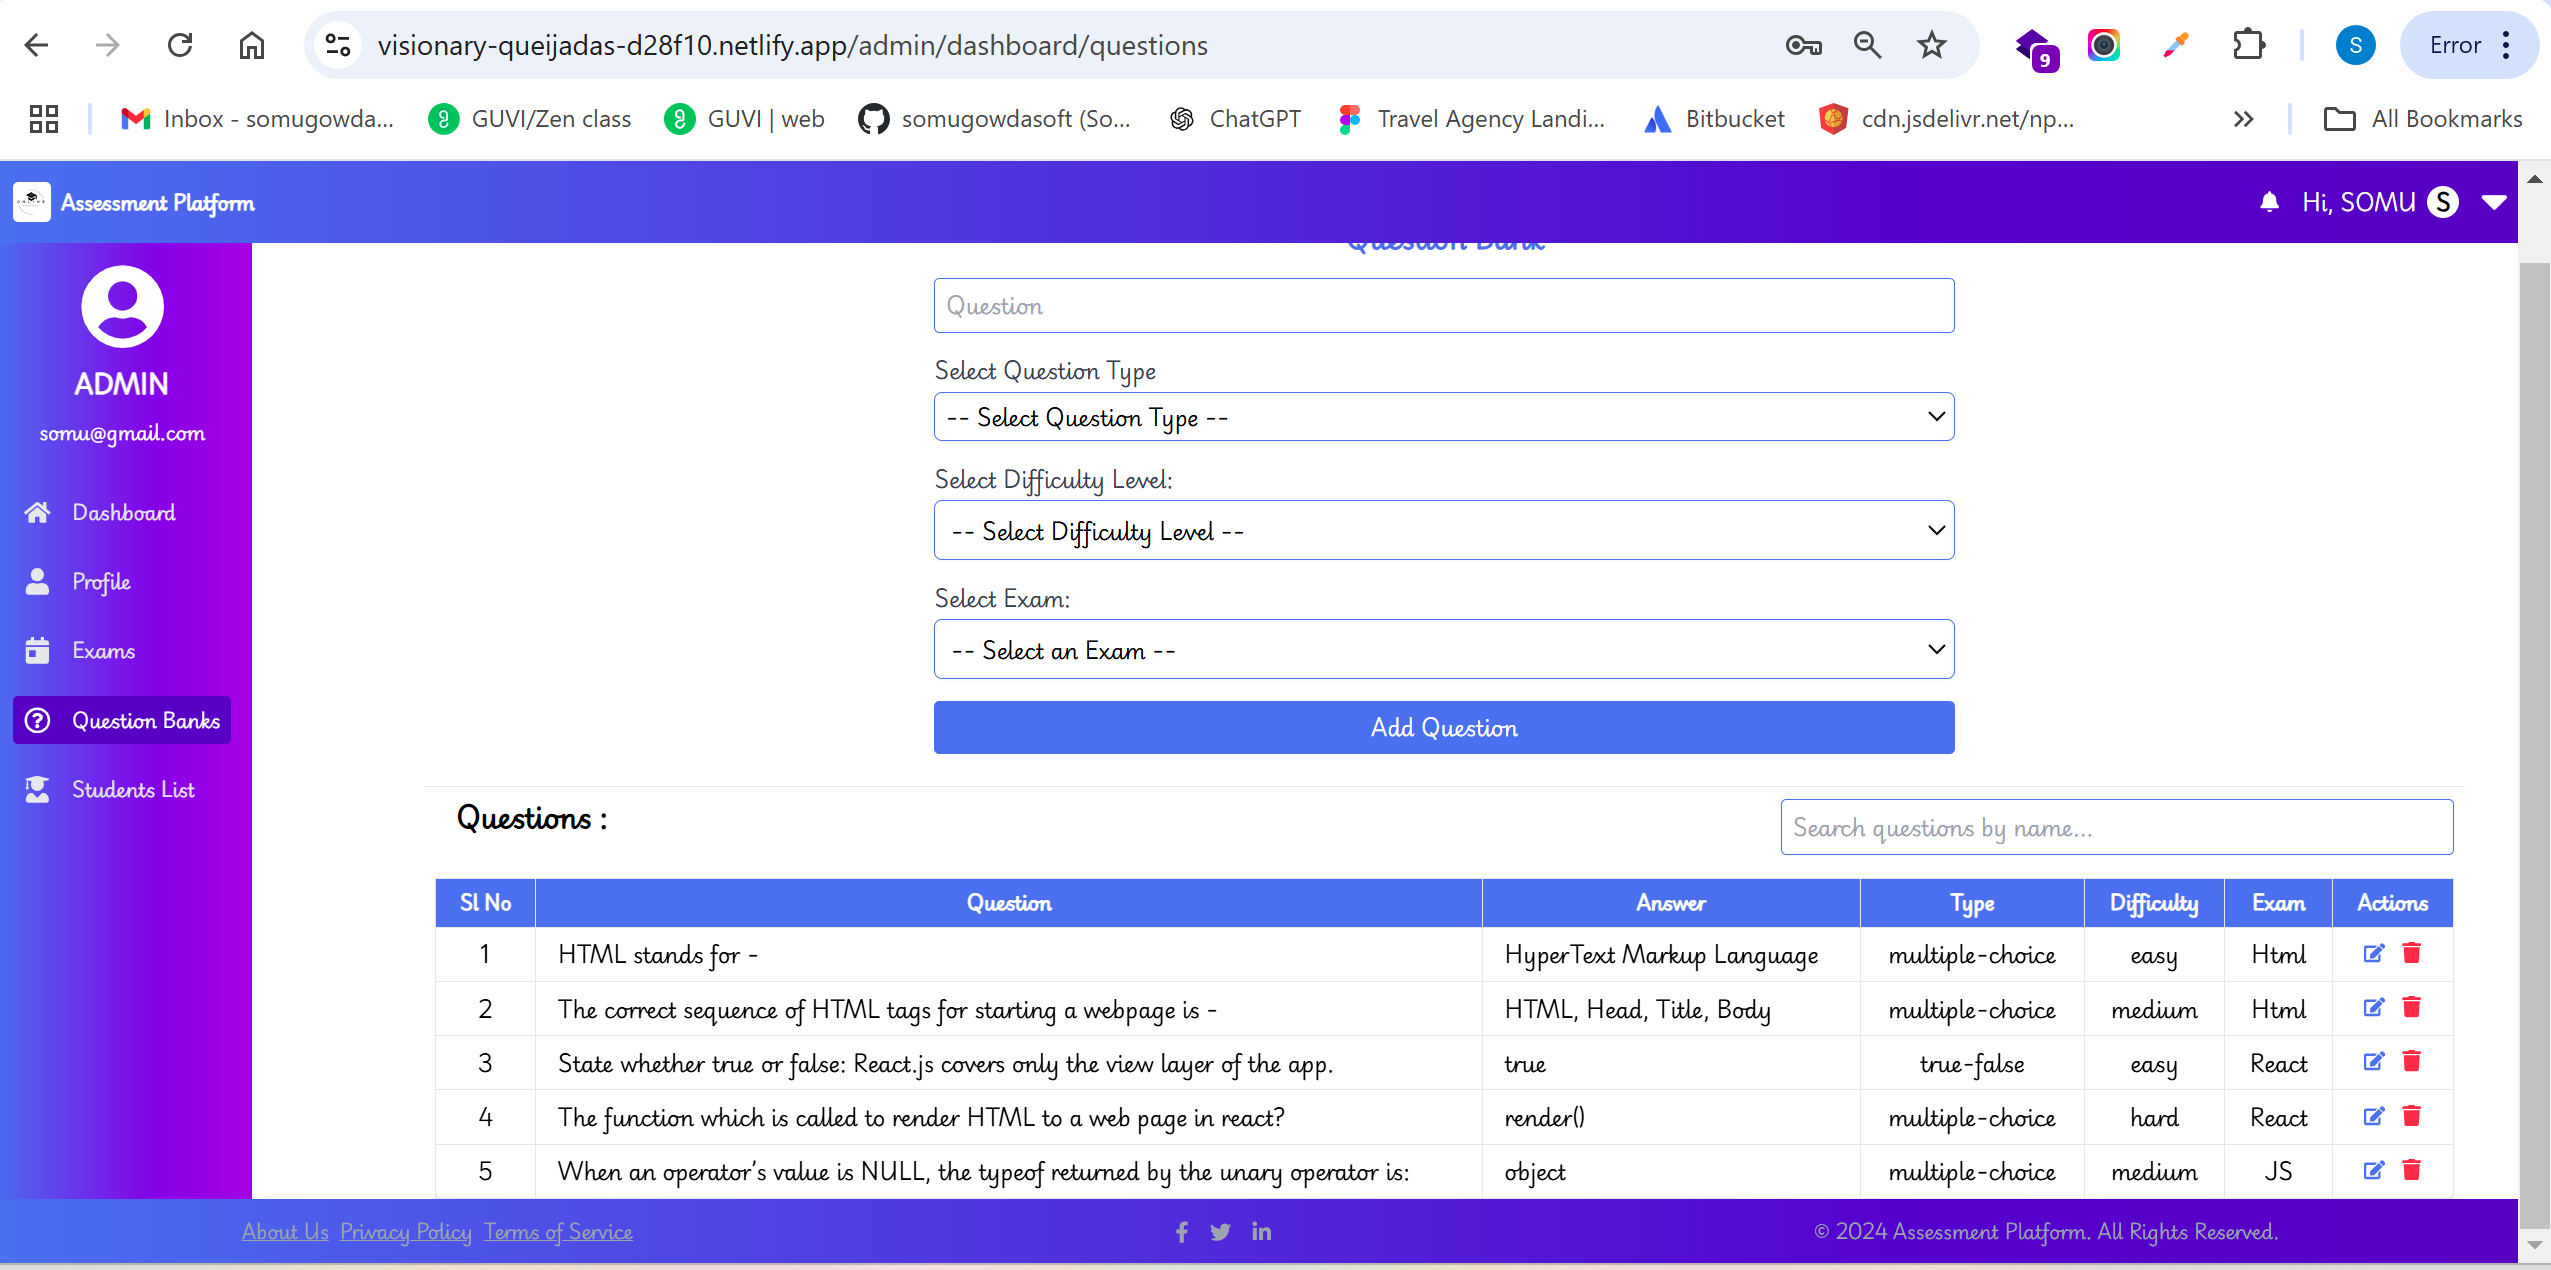 visionary-queijadas-d28f10.netlify.app/admin/dashboard/questions
9
S
Error
Inbox - somugowda...
GUVI/Zen class
GUVI | web
somugowdasoft (So...
ChatGPT
Travel Agency Landi...
Bitbucket
cdn.jsdelivr.net/np...
All Bookmarks
Assessment Platform
Hi, SOMU S
Question Bank
ADMIN
somu@gmail.com
Dashboard
Profile
Exams
Question Banks
Students List
Question
Select Question Type
-- Select Question Type --
Select Difficulty Level:
-- Select Difficulty Level --
Select Exam:
-- Select an Exam --
Add Question
Questions :
Search questions by name...
Sl No Question Answer Type Difficulty Exam Actions
1 HTML stands for - HyperText Markup Language multiple-choice easy Html
2 The correct sequence of HTML tags for starting a webpage is - HTML, Head, Title, Body multiple-choice medium Html
3 State whether true or false: React.js covers only the view layer of the app. true true-false easy React
4 The function which is called to render HTML to a web page in react? render() multiple-choice hard React
5 When an operator’s value is NULL, the typeof returned by the unary operator is: object multiple-choice medium JS
About Us Privacy Policy Terms of Service
© 2024 Assessment Platform. All Rights Reserved.